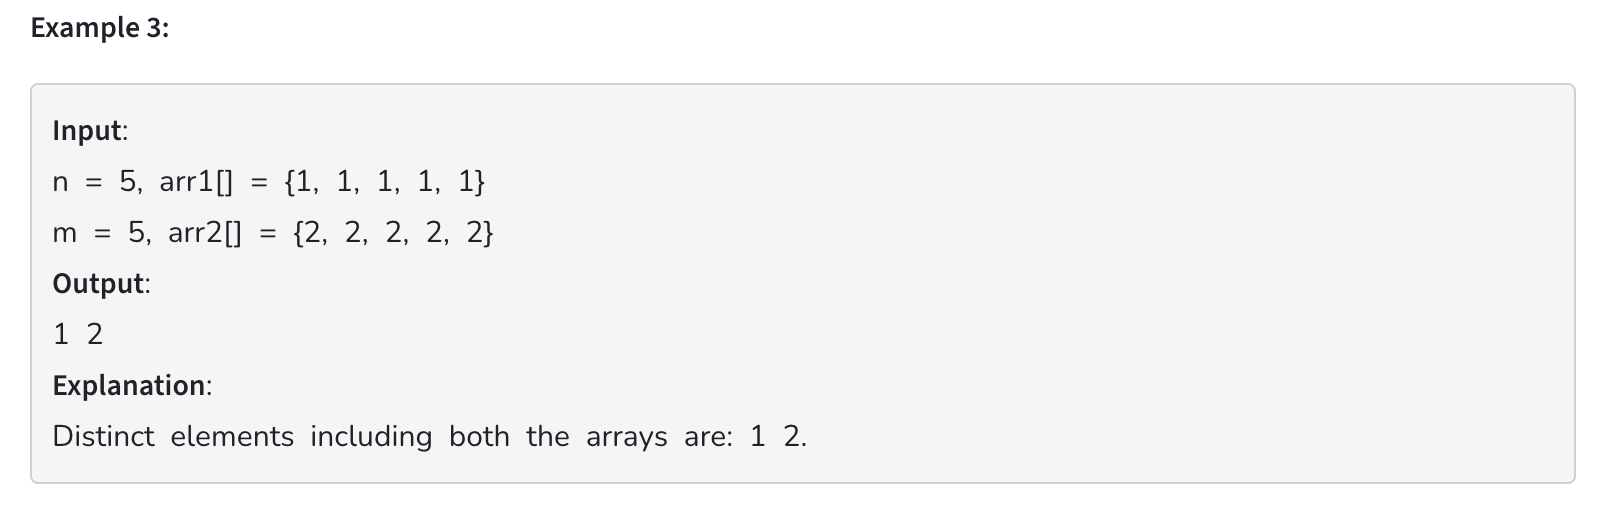 Example 3:
Input:
n = 5, arr1[] = {1, 1, 1, 1, 1}
m = 5, arr2[] = {2, 2, 2, 2, 2}
Output:
1 2
Explanation:
Distinct elements including both the arrays are: 1 2.